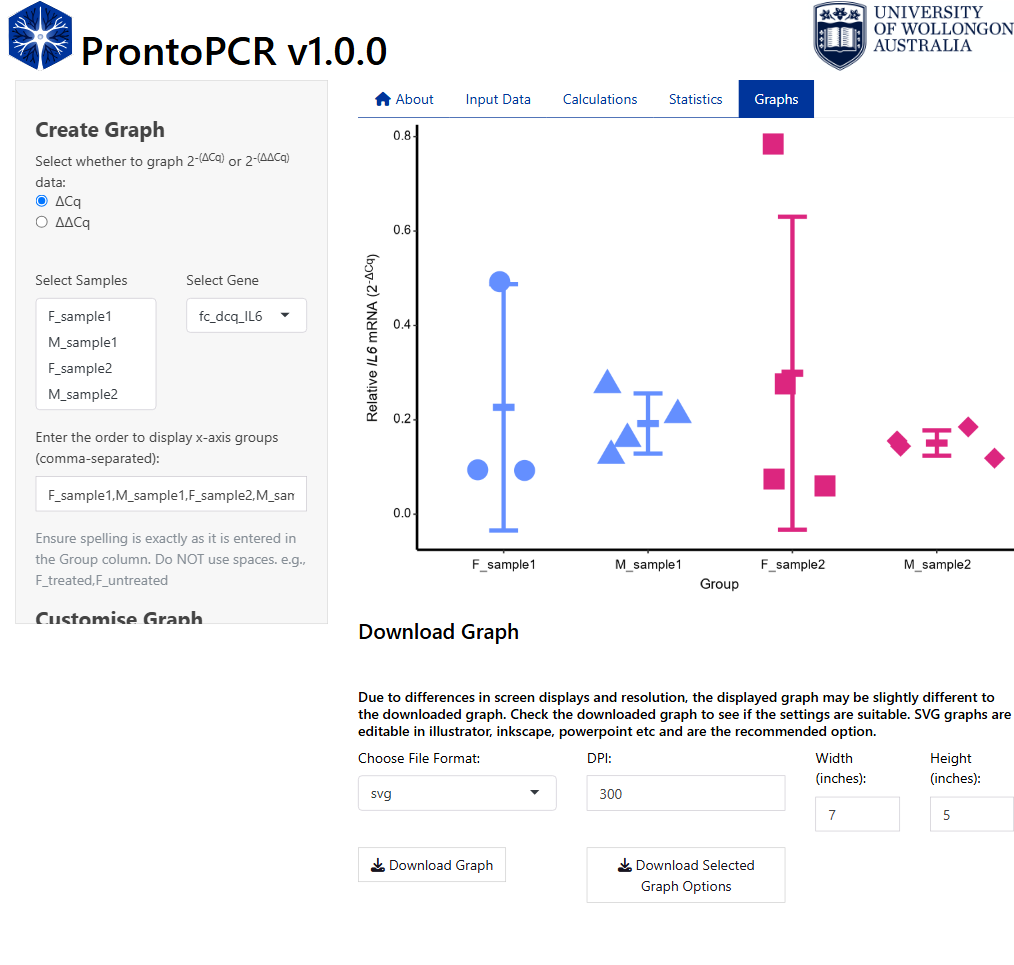 ProntoPCR v1.0.0
UNIVERSITY
OF WOLLONGON
AUSTRALIA
About
Input Data
Calculations
Statistics
Graphs
Create Graph
Select whether to graph 2-(ΔCq) or 2-(ΔΔCq)
data:
ΔCq
ΔΔCq
Select Samples
Select Gene
F_sample1
M_sample1
F_sample2
M_sample2
fc_dcq_IL6
Enter the order to display x-axis groups
(comma-separated):
F_sample1,M_sample1,F_sample2,M_sam
Ensure spelling is exactly as it is entered in
the Group column. Do NOT use spaces. e.g.,
F_treated,F_untreated
Customise Graph
0.8
0.6
0.4
0.2
0.0
Relative IL6 mRNA (2-ΔCq)
F_sample1
M_sample1
F_sample2
M_sample2
Group
Download Graph
Due to differences in screen displays and resolution, the displayed graph may be slightly different to
the downloaded graph. Check the downloaded graph to see if the settings are suitable. SVG graphs are
editable in illustrator, inkscape, powerpoint etc and are the recommended option.
Choose File Format:
svg
DPI:
300
Width
(inches):
7
Height
(inches):
5
Download Graph
Download Selected
Graph Options